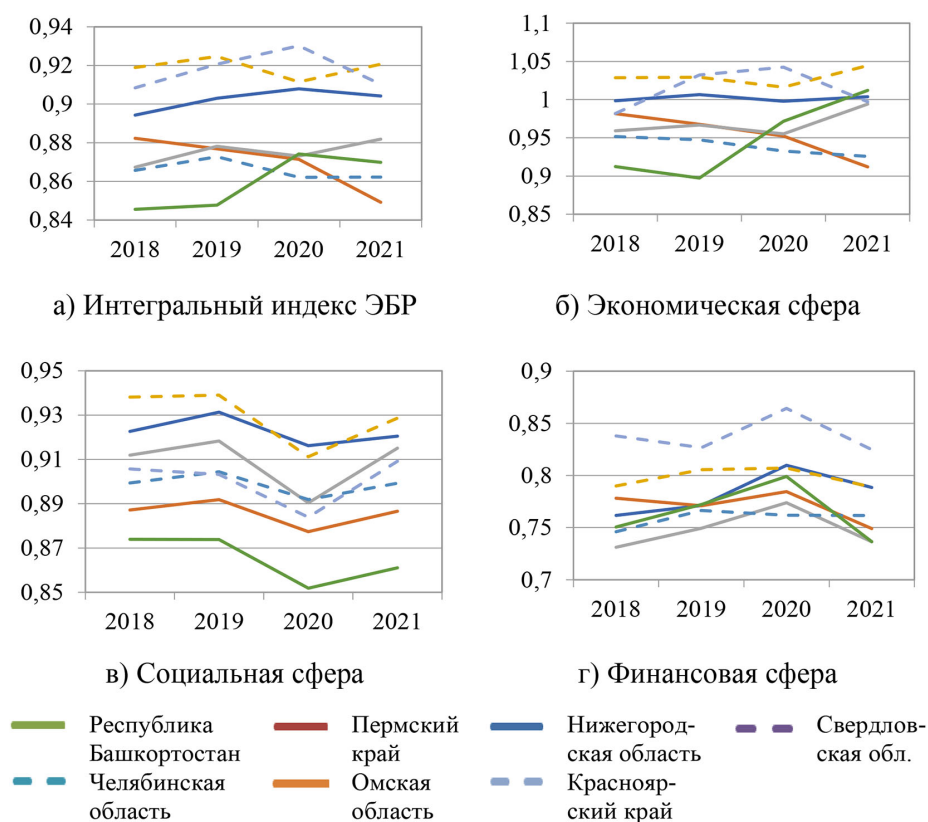 0,94
0,92
0,9
0,88
0,86
0,84
2018 2019 2020 2021
а) Интегральный индекс ЭБР
1,1
1,05
1
0,95
0,9
0,85
2018 2019 2020 2021
б) Экономическая сфера
0,95
0,93
0,91
0,89
0,87
0,85
2018 2019 2020 2021
в) Социальная сфера
0,9
0,85
0,8
0,75
0,7
2018 2019 2020 2021
г) Финансовая сфера
Республика
Башкортостан
Пермский
край
Нижегород-
ская область
Свердлов-
ская обл.
Челябинская
область
Омская
область
Краснояр-
ский край